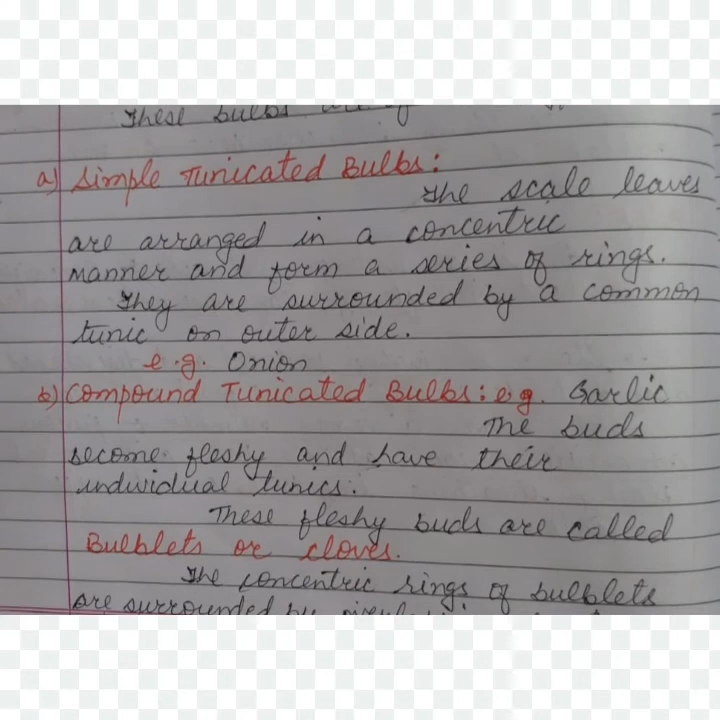 These bulbs
a) Simple Tunicated Bulbs:
The scale leaves
are arranged in a concentric
manner and form a series of rings.
They are surrounded by a common
tunic on outer side.
e.g. Onion
b) Compound Tunicated Bulbs: e.g. Garlic
The buds
become fleshy and have their
individual tunics.
These fleshy buds are called
Bulblets or cloves.
The concentric rings of bulblets
are surrounded by